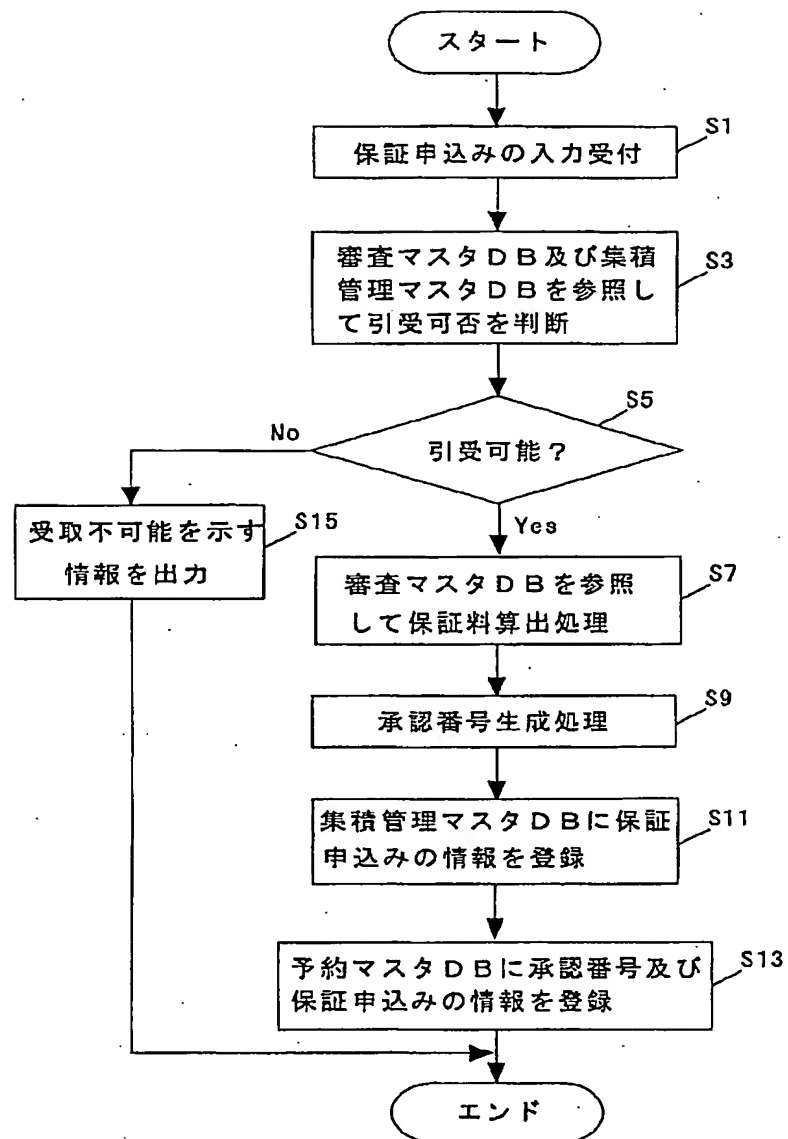 スタート
S1
保証申込みの入力受付
S3
審査マスタDB及び集積
管理マスタDBを参照し
て引受可否を判断
S5
引受可能?
No
Yes
S15
受取不可能を示す
情報を出力
S7
審査マスタDBを参照
して保証料算出処理
S9
承認番号生成処理
S11
集積管理マスタDBに保証
申込みの情報を登録
S13
予約マスタDBに承認番号及び
保証申込みの情報を登録
エンド